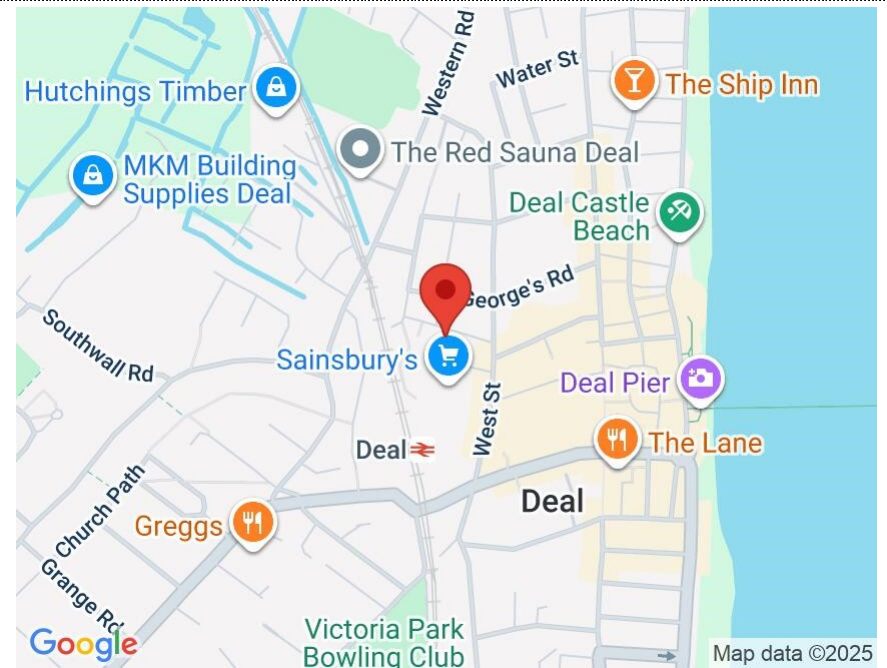 Western Rd
Water St
Hutchings Timber
The Ship Inn
The Red Sauna Deal
MKM Building
Supplies Deal
Deal Castle
Beach
George's Rd
Southwall Rd
Sainsbury's
Deal Pier
West St
Deal
The Lane
Church Path
Deal
Greggs
Grange Rd
Victoria Park
Bowling Club
Google
Map data ©2025